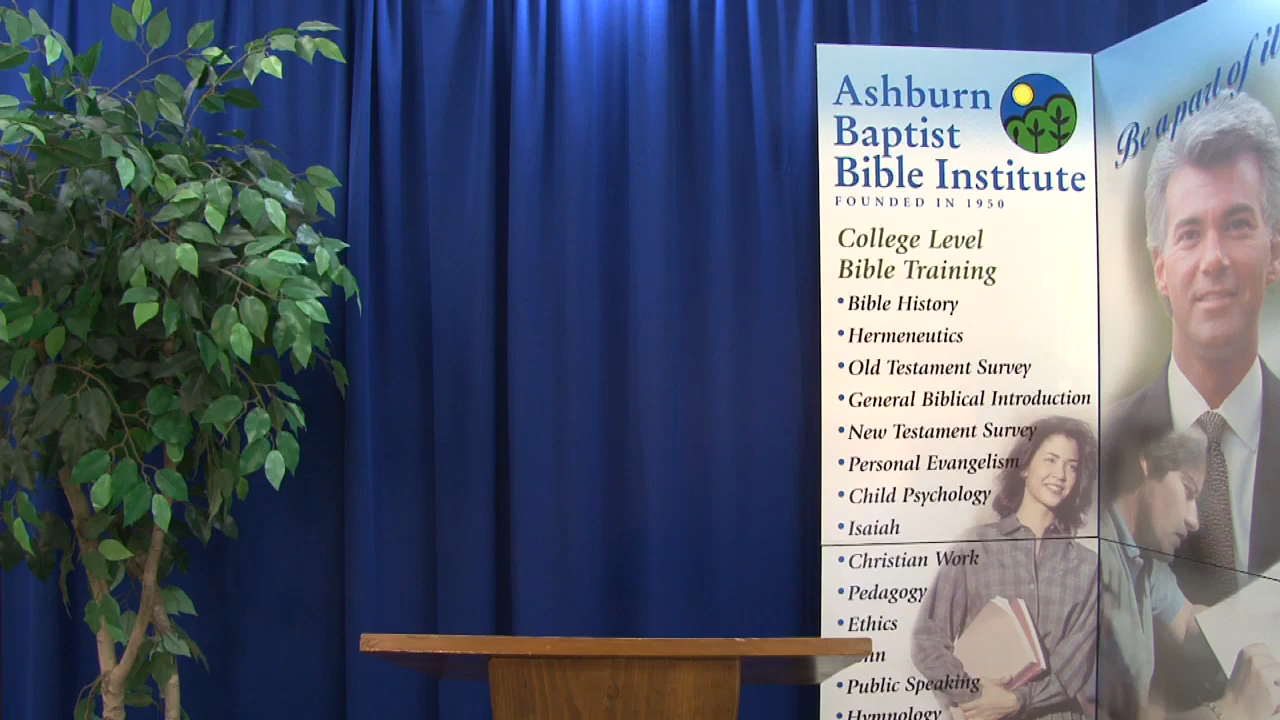 Ashburn
Baptist
Bible Institute
FOUNDED IN 1950
College Level
Bible Training
•Bible History
•Hermeneutics
•Old Testament Survey
•General Biblical Introduction
•New Testament Survey
•Personal Evangelism
•Child Psychology
•Isaiah
•Christian Work
•Pedagogy
•Ethics
•Public Speaking
•Hymnology
Be a part of it